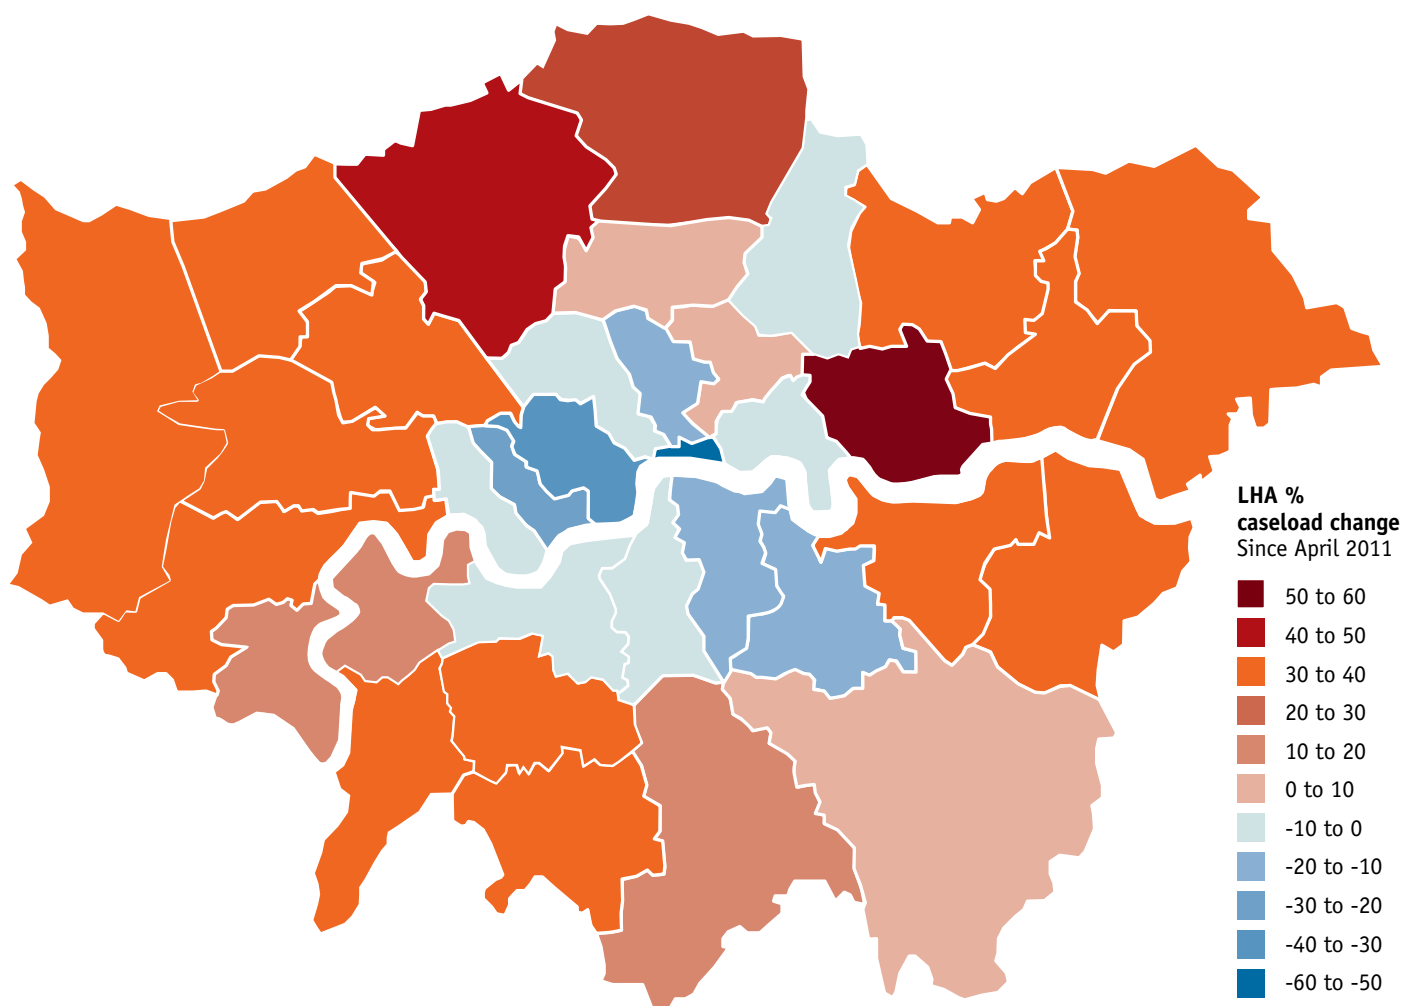 LHA %
caseload change
Since April 2011
50 to 60
40 to 50
30 to 40
20 to 30
10 to 20
0 to 10
-10 to 0
-20 to -10
-30 to -20
-40 to -30
-60 to -50